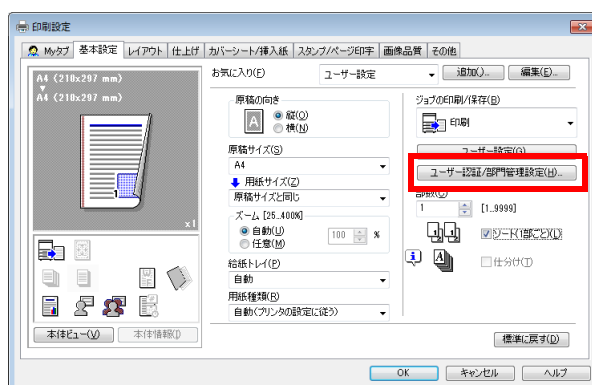 印刷設定
Myタブ 基本設定 レイアウト 仕上げ カバーシート/挿入紙 スタンプ/ページ印字 画像品質 その他
A4 (210x297 mm)
A4 (210x297 mm)
1
x1
本体ビュー(V) 本体情報(I)
お気に入り(F) ユーザー設定 追加()... 編集(E)...
原稿の向き
A
縦(O)
横(N)
原稿サイズ(S)
A4
用紙サイズ(Z)
原稿サイズと同じ
ズーム [25..400%]
自動(U)
任意(M)
100 %
給紙トレイ(P)
自動
用紙種類(R)
自動(プリンタの設定に従う)
ジョブの印刷/保存(B)
印刷
ユーザー設定(G)...
ユーザー認証/部門管理設定(H)...
部数(C)
1 [1..9999]
ソート(1部ごと)(L)
仕分け(T)
標準に戻す(D)
OK キャンセル ヘルプ